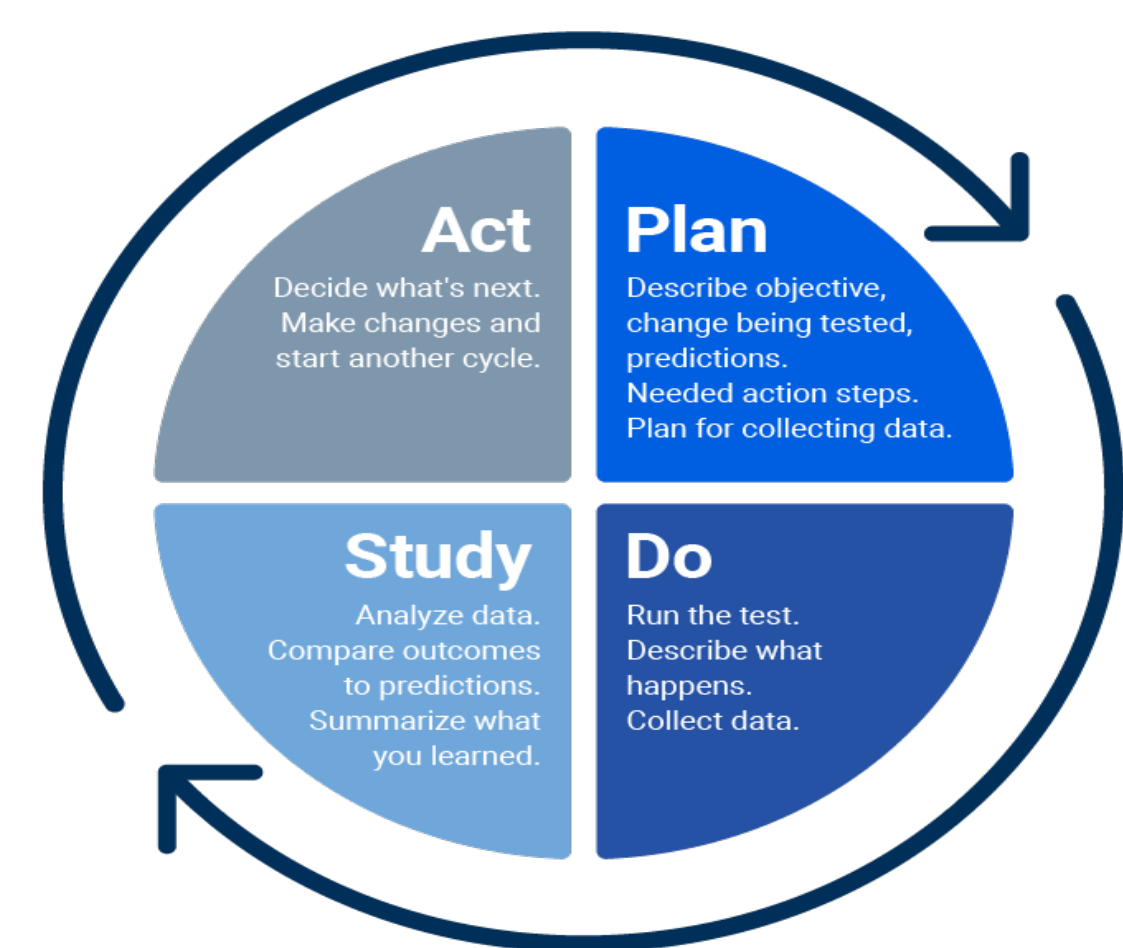 Act
Decide what's next.
Make changes and
start another cycle.
Plan
Describe objective,
change being tested,
predictions.
Needed action steps.
Plan for collecting data.
Study
Analyze data.
Compare outcomes
to predictions.
Summarize what
you learned.
Do
Run the test.
Describe what
happens.
Collect data.